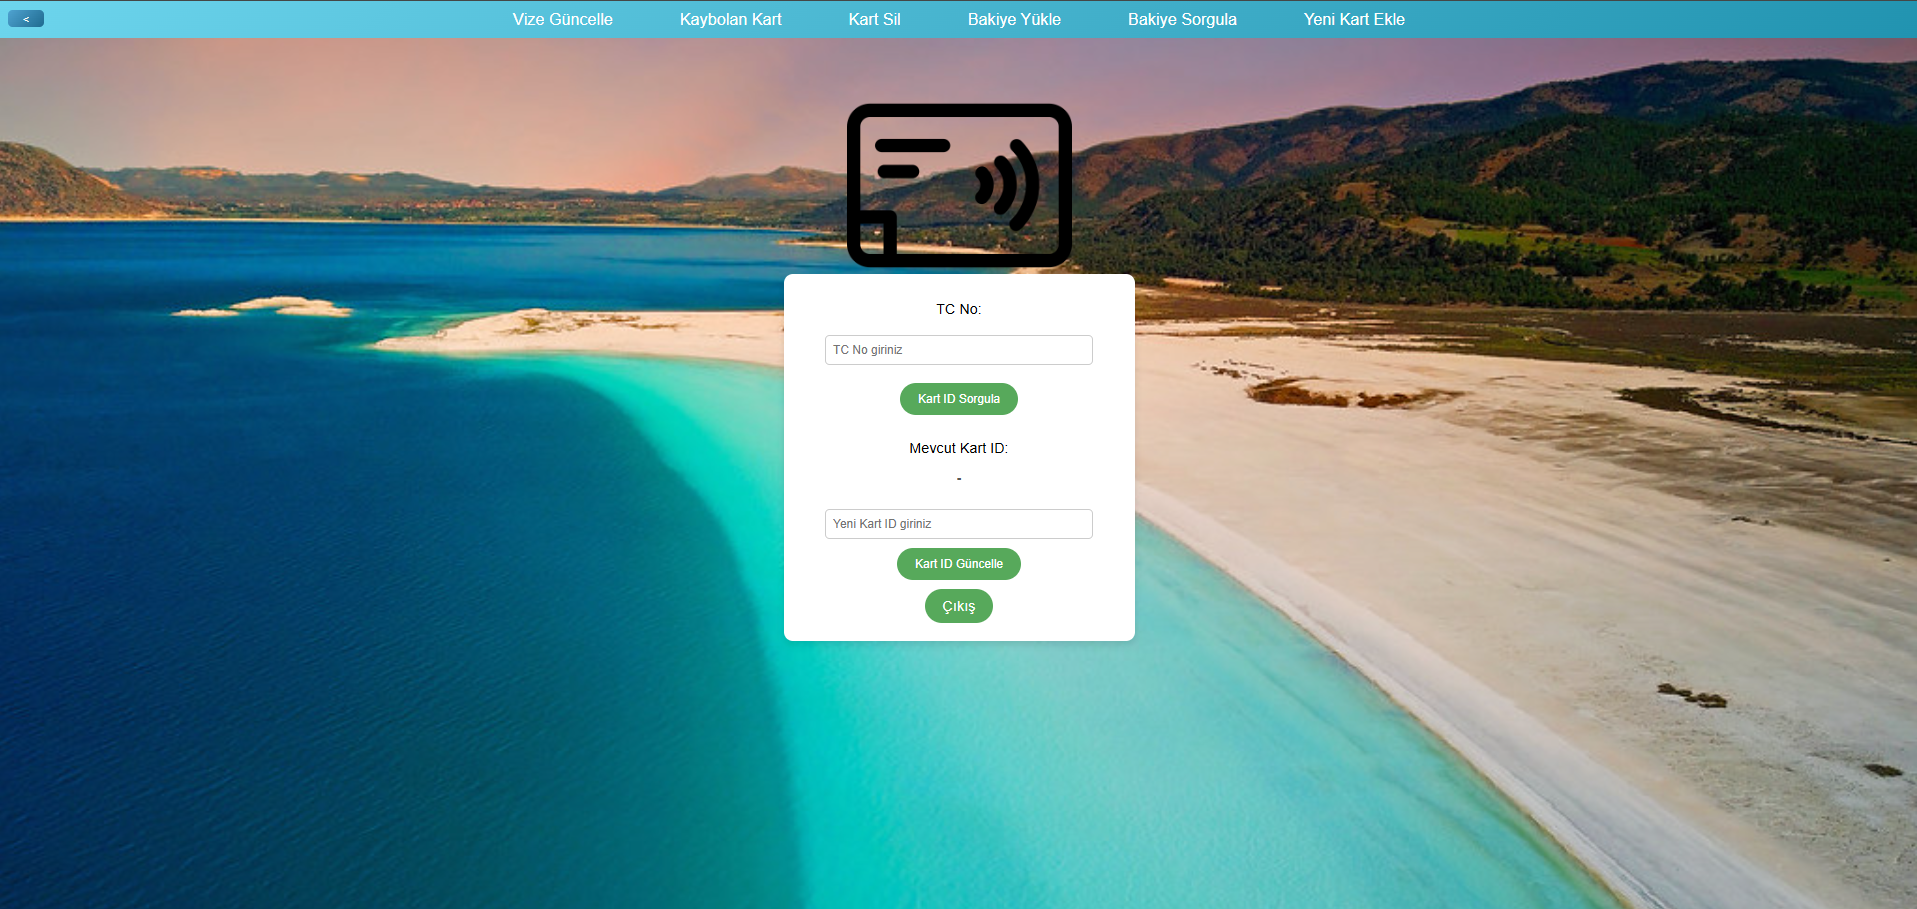 <
Vize Güncelle
Kaybolan Kart
Kart Sil
Bakiye Yükle
Bakiye Sorgula
Yeni Kart Ekle
TC No:
TC No giriniz
Kart ID Sorgula
Mevcut Kart ID:
-
Yeni Kart ID giriniz
Kart ID Güncelle
Çıkış